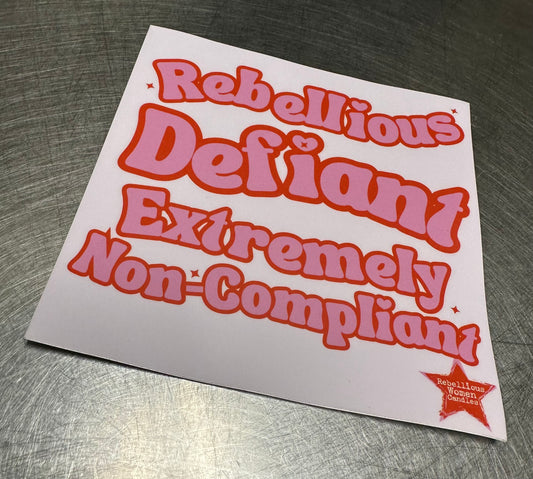 Rebellious
Defiant
Extremely
Non-Compliant
Rebellious
Women
Candles